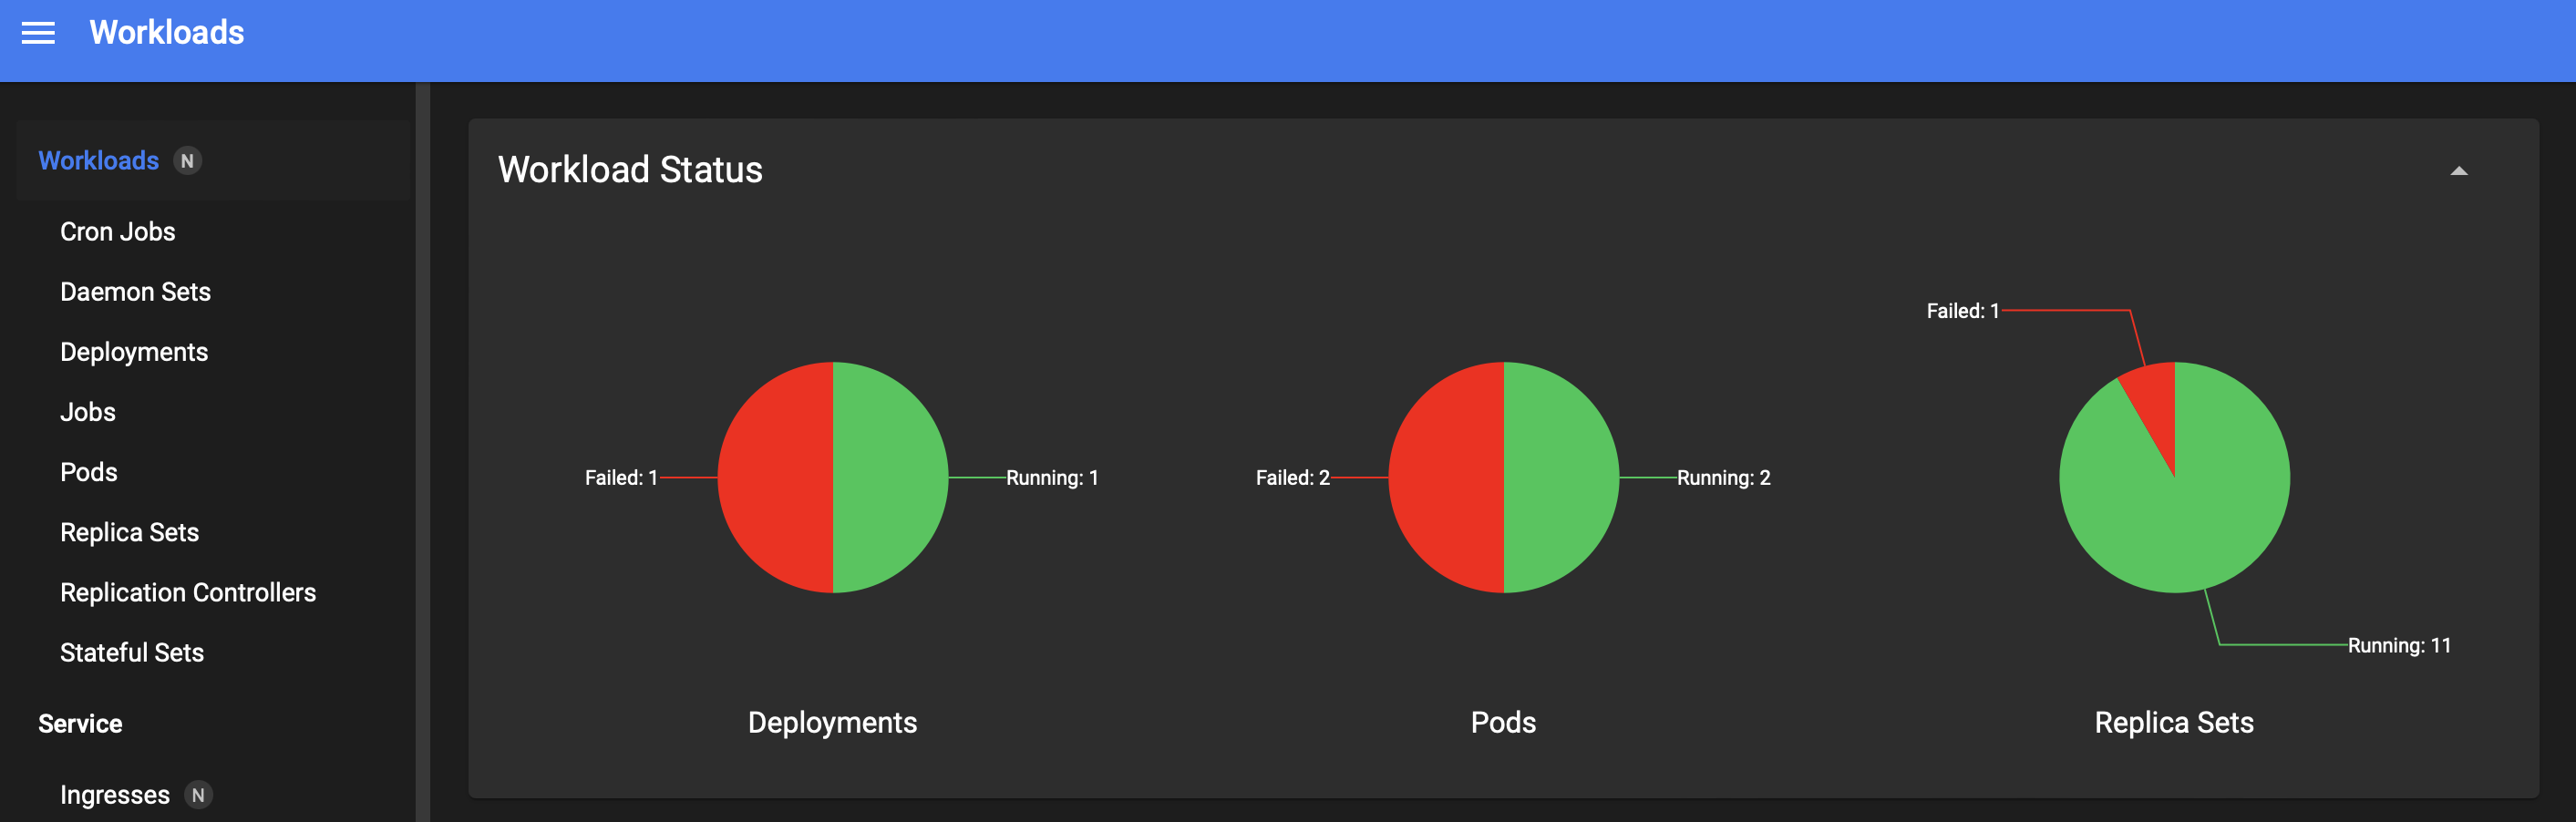 Workloads
Workloads N
Cron Jobs
Daemon Sets
Deployments
Jobs
Pods
Replica Sets
Replication Controllers
Stateful Sets
Service
Ingresses N
Workload Status
Failed: 1
Running: 1
Deployments
Failed: 2
Running: 2
Pods
Failed: 1
Running: 11
Replica Sets